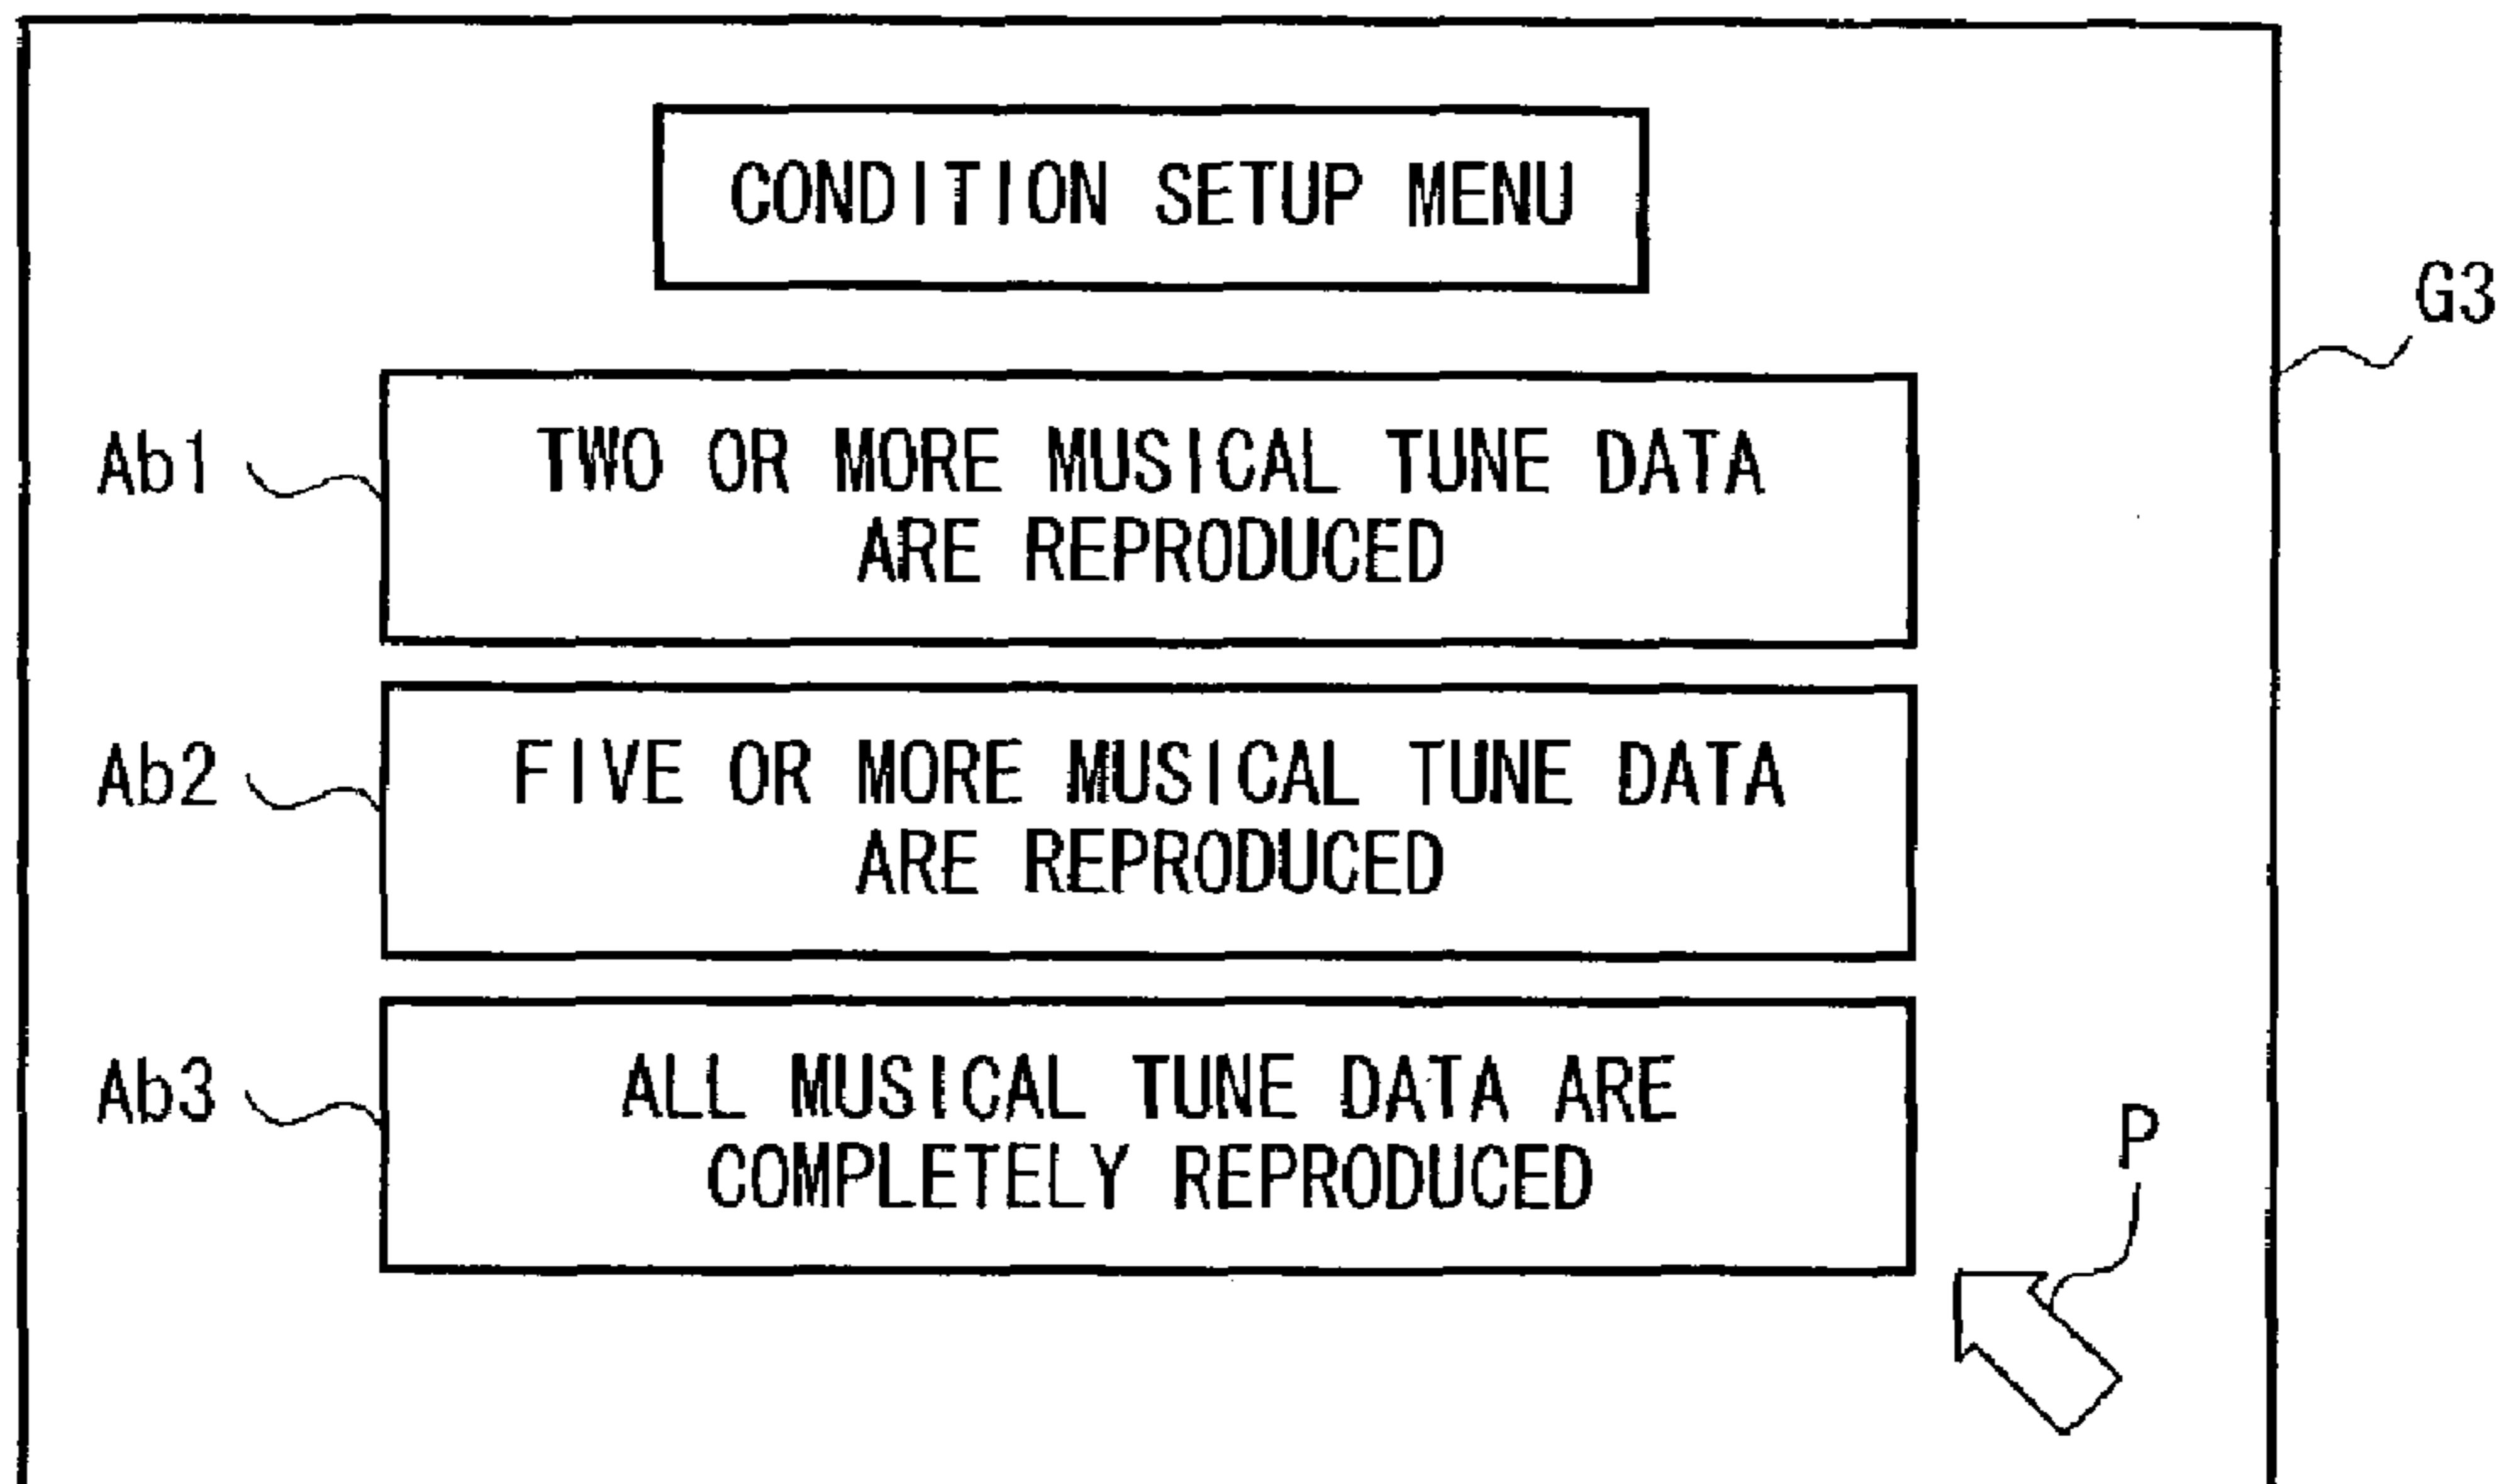 CONDITION SETUP MENU
G3
Ab1
TWO OR MORE MUSICAL TUNE DATA
ARE REPRODUCED
Ab2
FIVE OR MORE MUSICAL TUNE DATA
ARE REPRODUCED
Ab3
ALL MUSICAL TUNE DATA ARE
COMPLETELY REPRODUCED
P